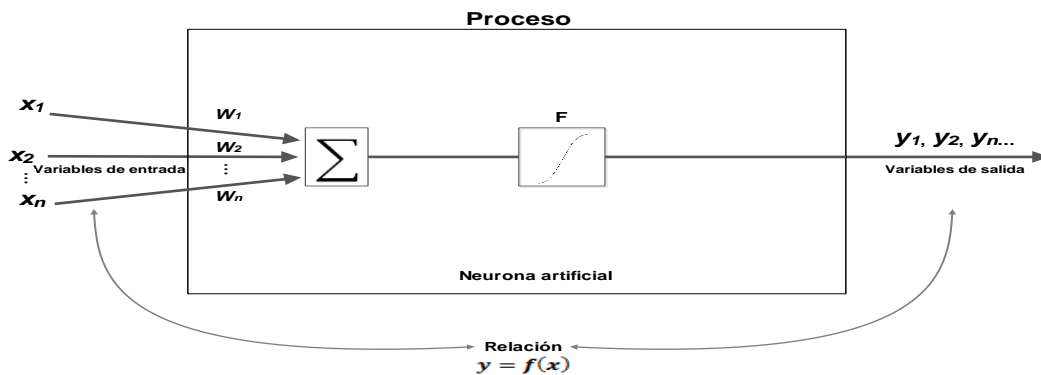 Proceso
x1
W1
F
x2
Variables de entrada
W2
⋮
⋮
∑
y1, y2, yn...
Variables de salida
xn
Wn
Neurona artificial
Relación
y = f(x)